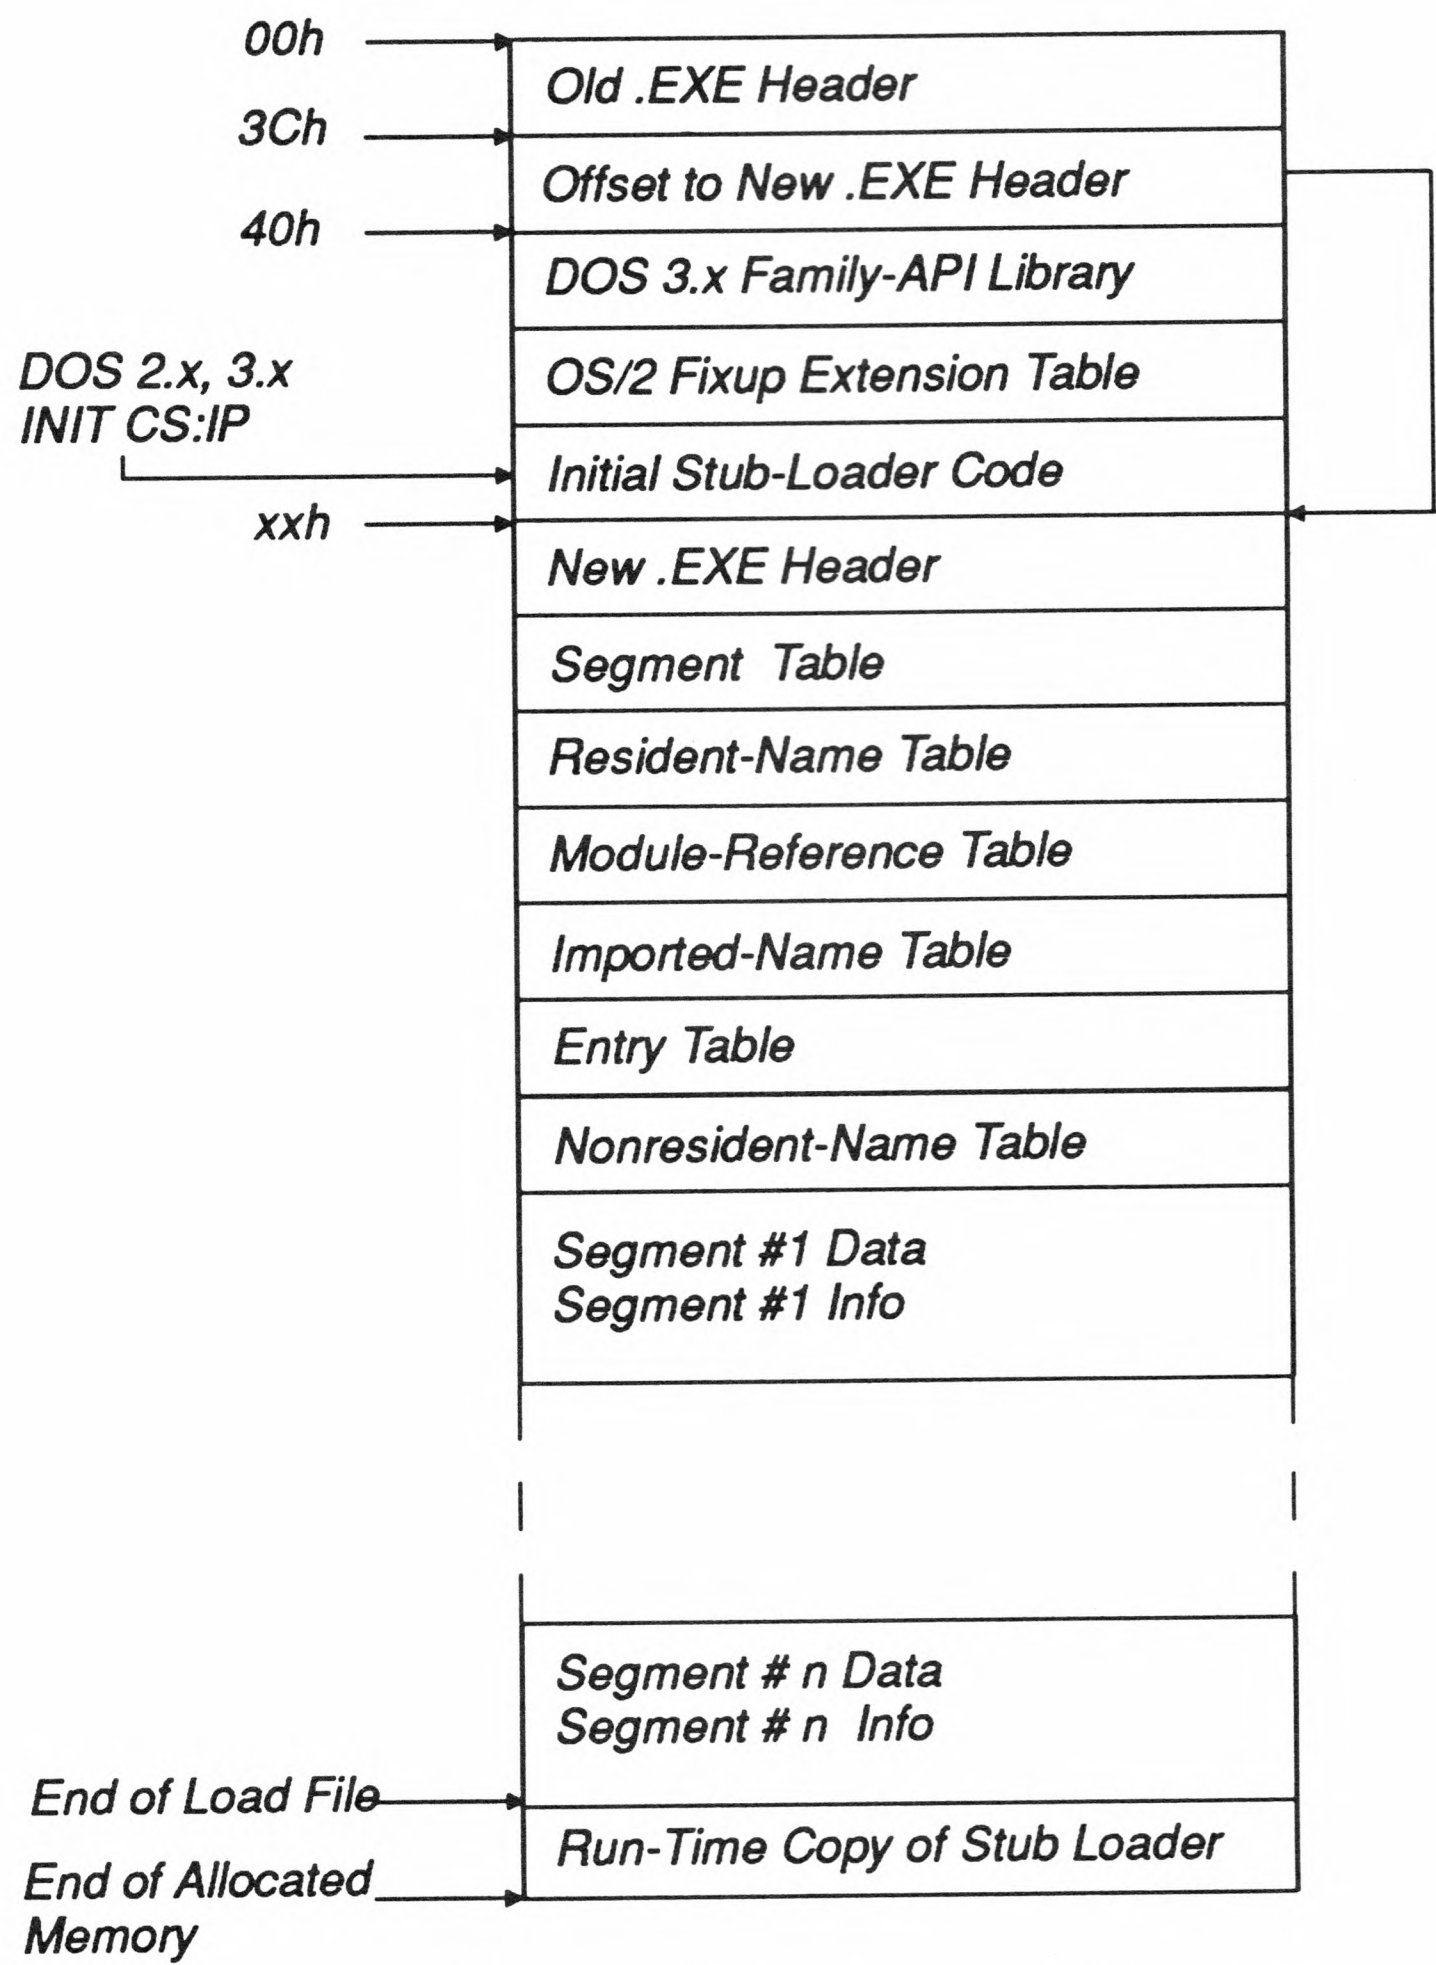 00h
Old .EXE Header
3Ch
Offset to New .EXE Header
40h
DOS 3.x Family-API Library
OS/2 Fixup Extension Table
DOS 2.x, 3.x
INIT CS:IP
Initial Stub-Loader Code
xxh
New .EXE Header
Segment Table
Resident-Name Table
Module-Reference Table
Imported-Name Table
Entry Table
Nonresident-Name Table
Segment #1 Data
Segment #1 Info
Segment # n Data
Segment # n Info
End of Load File
Run-Time Copy of Stub Loader
End of Allocated
Memory